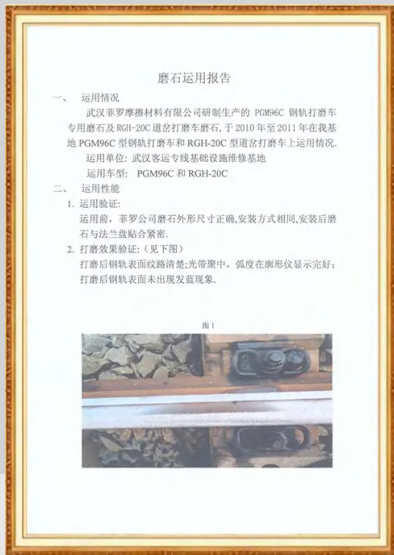 磨石运用报告
一、 运用情况
武汉菲罗摩擦材料有限公司研制生产的 PGM96C 钢轨打磨车
专用磨石及 RGH-20C 道岔打磨车磨石,于 2010 年至 2011 年在我基
地 PGM96C 型钢轨打磨车和 RGH-20C 型道岔打磨车上运用情况.
运用单位: 武汉客运专线基础设施维修基地
运用车型: PGM96C 和 RGH-20C
二、 运用性能
1. 运用验证:
运用前，菲罗公司磨石外形尺寸正确,安装方式相同,安装后磨
石与法兰盘贴合紧密.
2. 打磨效果验证:（见下图）
打磨后钢轨表面纹路清楚;光带聚中，弧度在廓形仪显示完好;
打磨后钢轨表面未出现发蓝现象.
图 1